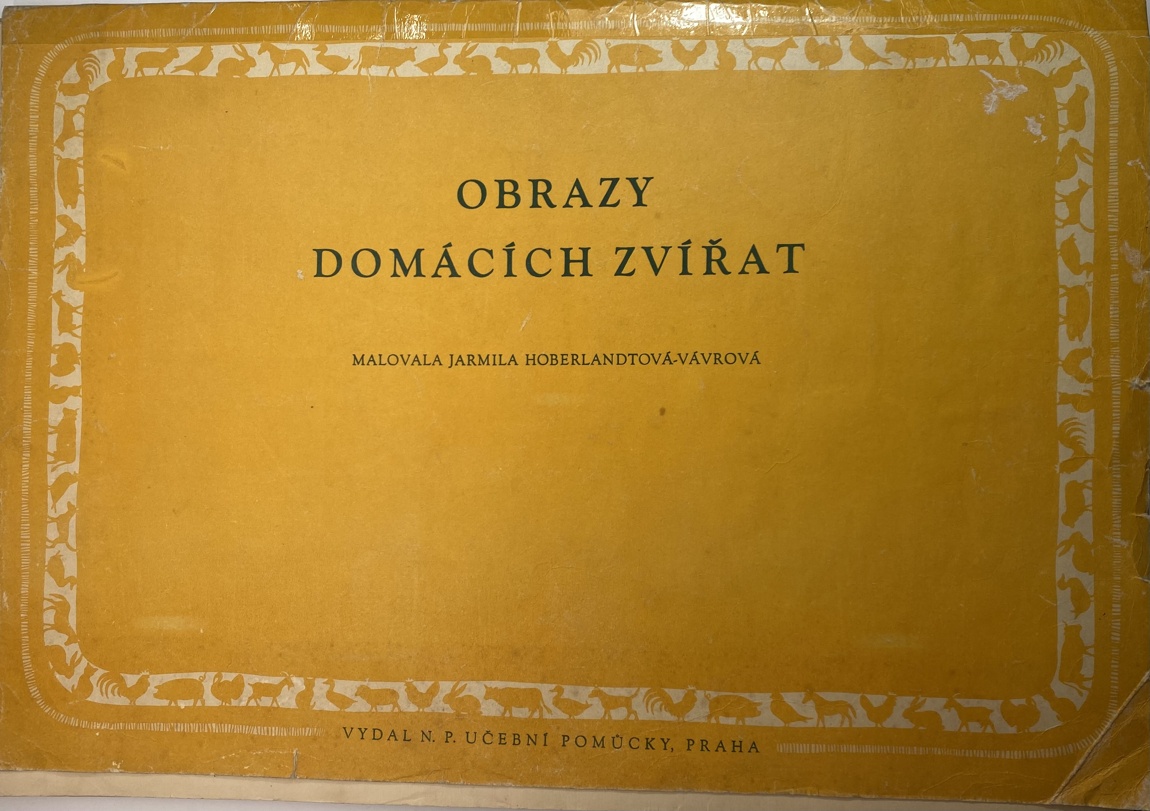 OBRAZY
DOMÁCÍCH ZVÍŘAT
MALOVALA JARMILA HOBERLANDTOVÁ-VÁVROVÁ
VYDAL N. P. UČEBNÍ POMŮCKY, PRAHA